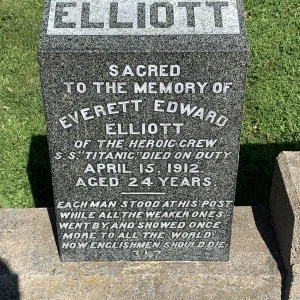 ELLIOTT
SACRED
TO THE MEMORY OF
EVERETT EDWARD
ELLIOTT
OF THE HEROIC CREW
S.S."TITANIC" DIED ON DUTY
APRIL 15, 1912.
AGED 24 YEARS.
EACH MAN STOOD AT HIS POST
WHILE ALL THE WEAKER ONES
WENT BY, AND SHOWED ONCE
MORE TO ALL THE WORLD
HOW ENGLISHMEN SHOULD DIE.
317